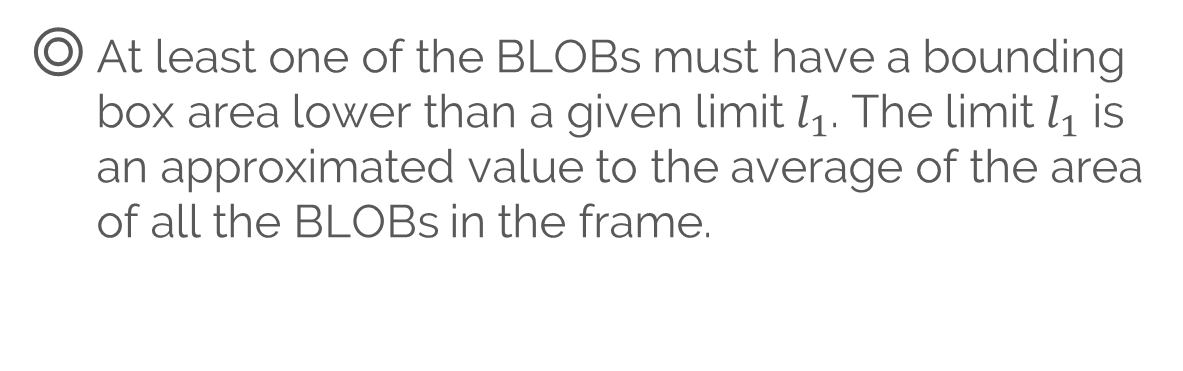 ◎ At least one of the BLOBs must have a bounding
box area lower than a given limit l₁. The limit l₁ is
an approximated value to the average of the area
of all the BLOBs in the frame.